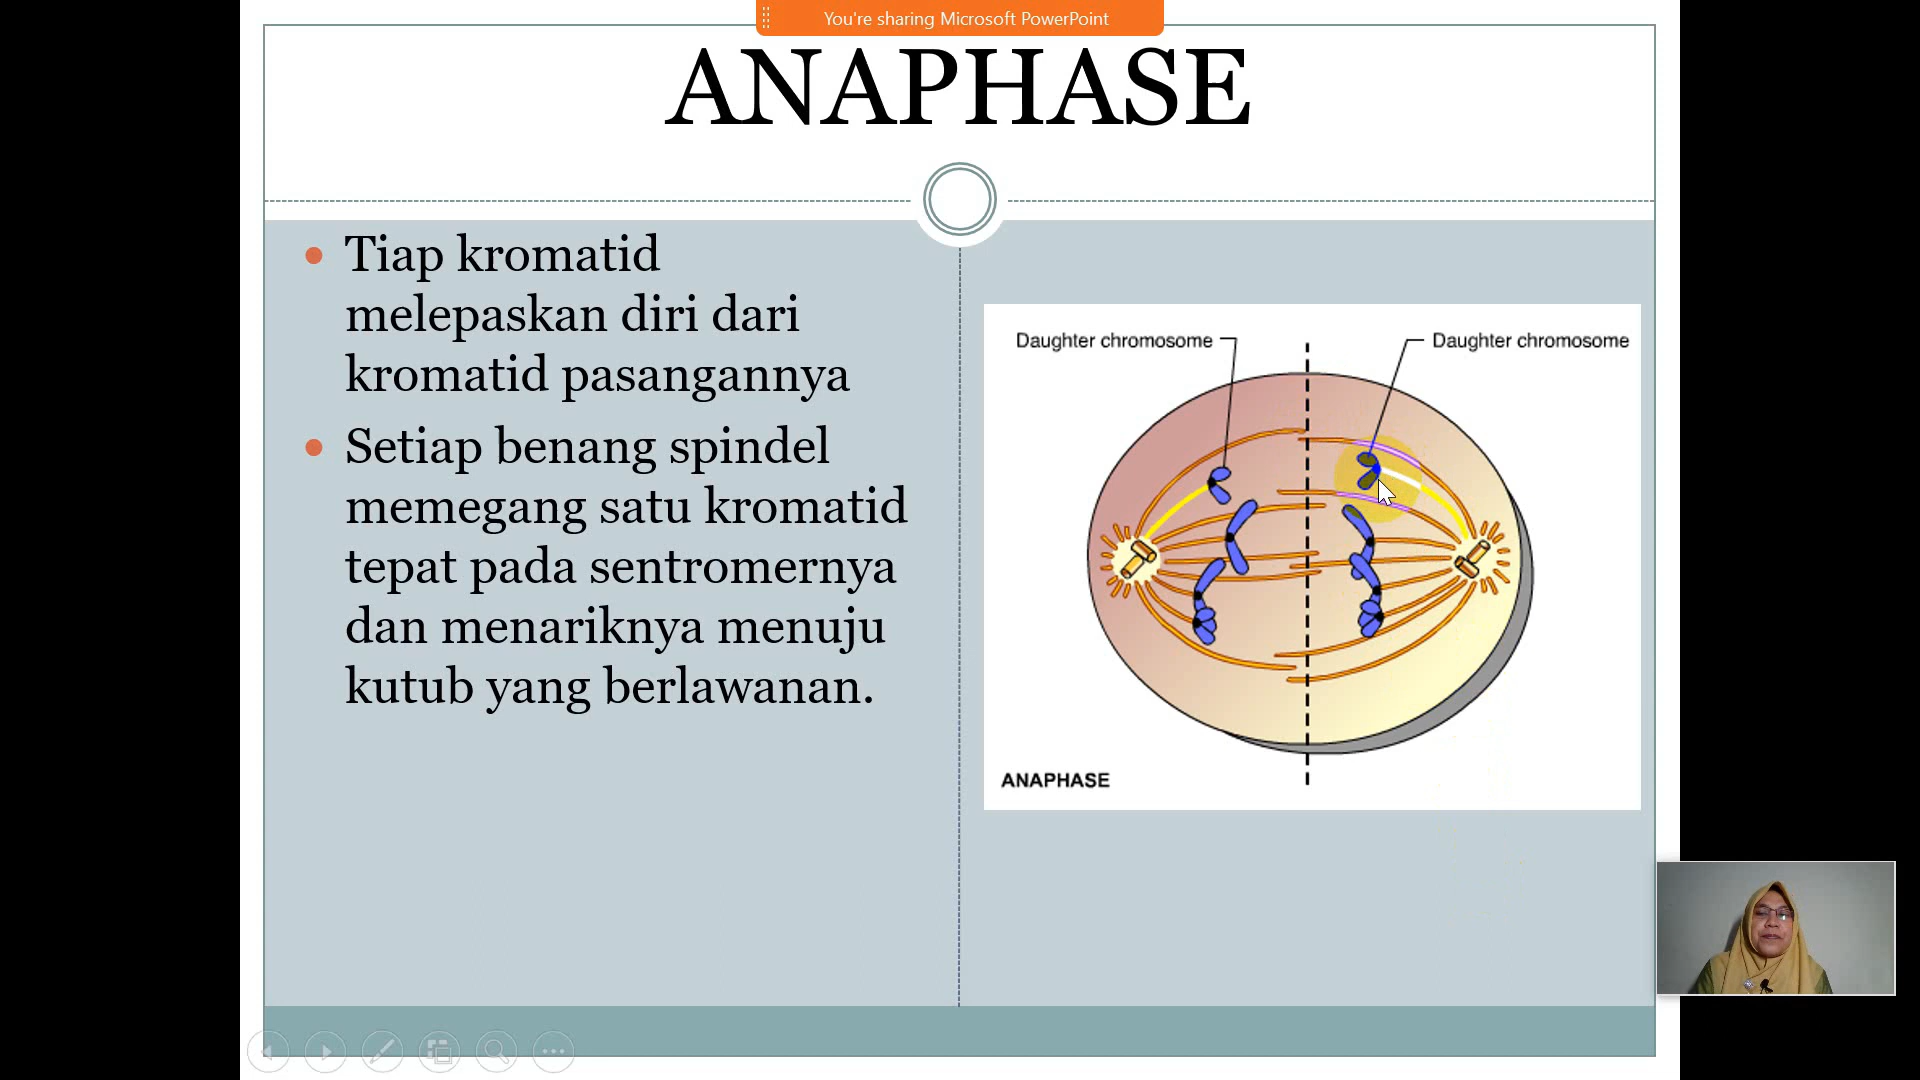 You're sharing Microsoft PowerPoint
ANAPHASE
Tiap kromatid
melepaskan diri dari
kromatid pasangannya
Setiap benang spindel
memegang satu kromatid
tepat pada sentromernya
dan menariknya menuju
kutub yang berlawanan.
Daughter chromosome
Daughter chromosome
ANAPHASE